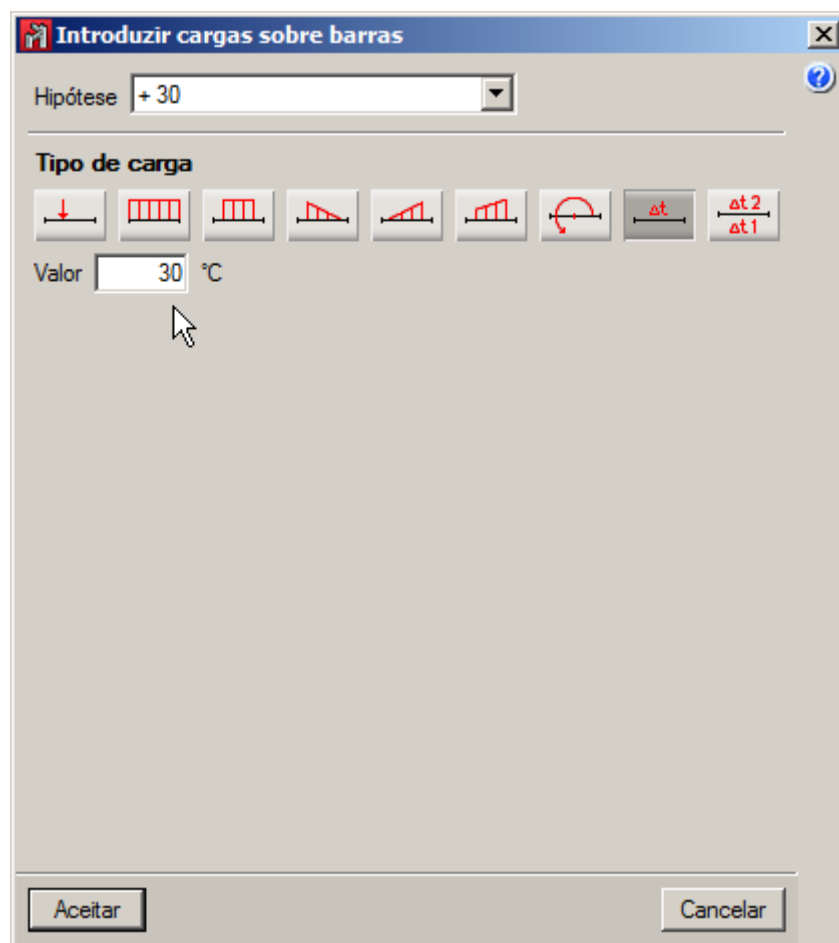 Introduzir cargas sobre barras
Hipótese + 30
Tipo de carga
Δt Δt 2
Δt 1
Valor 30 °C
Aceitar Cancelar